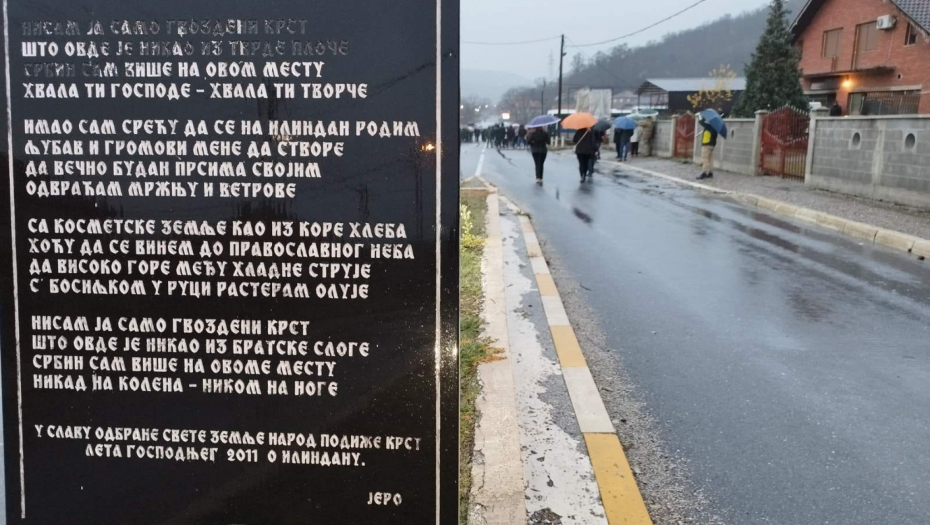 НИСАМ ЈА САМО ГВОЗДЕНИ КРСТ
ШТО ОВДЕ ЈЕ НИКАО ИЗ ТВРДЕ ПЛОЧЕ
СРБИН САМ ВИШЕ НА ОВОМ МЕСТУ
ХВАЛА ТИ ГОСПОДЕ – ХВАЛА ТИ ТВОРЧЕ
ИМАО САМ СРЕЋУ ДА СЕ НА ИЛИНДАН РОДИМ
ЉУБАВ И ГРОМОВИ МЕНЕ ДА СТВОРЕ
ДА ВЕЧНО БУДАН ПРСИМА СВОЈИМ
ОДВРАЋАМ МРЖЊУ И ВЕТРОВЕ
СА КОСМЕТСКЕ ЗЕМЉЕ КАО ИЗ КОРЕ ХЛЕБА
ХОЋУ ДА СЕ ВИНЕМ ДО ПРАВОСЛАВНОГ НЕБА
ДА ВИСОКО ГОРЕ МЕЂУ ХЛАДНЕ СТРУЈЕ
С' БОСИЉКОМ У РУЦИ РАСТЕРАМ ОЛУЈЕ
НИСАМ ЈА САМО ГВОЗДЕНИ КРСТ
ШТО ОВДЕ ЈЕ НИКАО ИЗ БРАТСКЕ СЛОГЕ
СРБИН САМ ВИШЕ НА ОВОМЕ МЕСТУ
НИКАД НА КОЛЕНА – НИКОМ НА НОГЕ
У СЛАВУ ОДБРАНЕ СВЕТЕ ЗЕМЉЕ НАРОД ПОДИЖЕ КРСТ
ЛЕТА ГОСПОДЊЕГ 2011 О ИЛИНДАНУ.
ЈЕРО